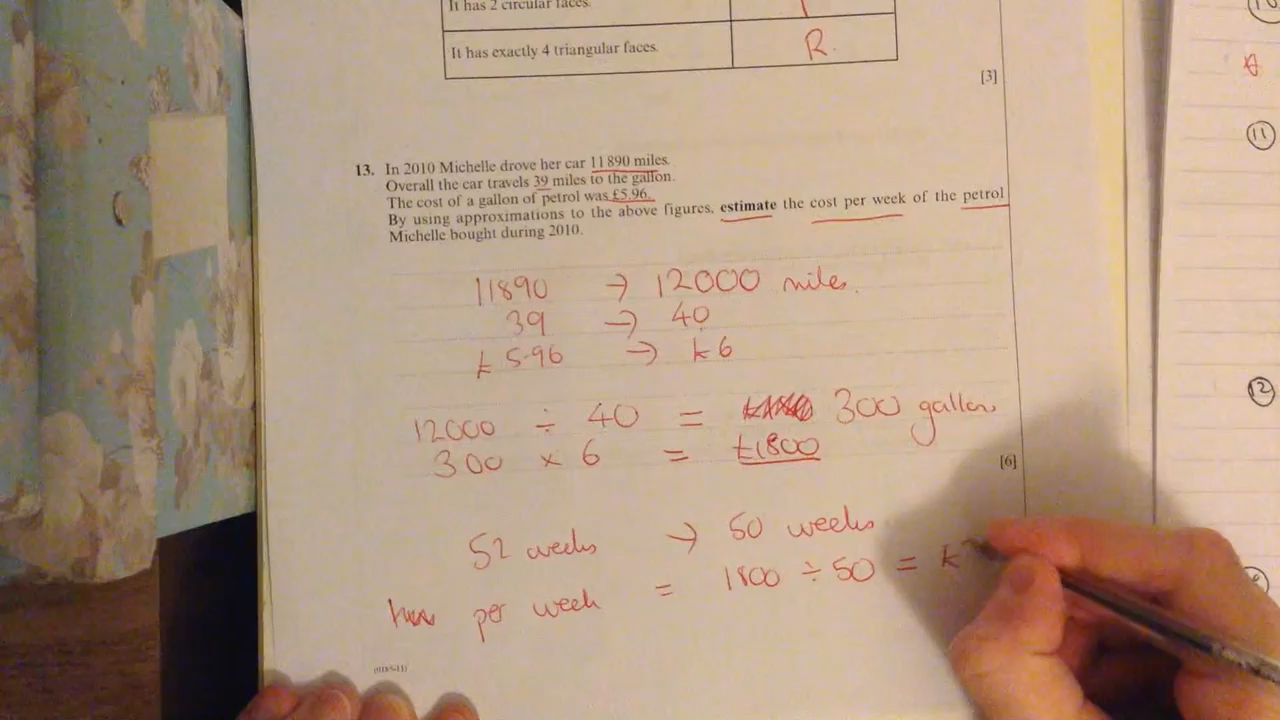 It has 2 circular faces.
It has exactly 4 triangular faces. R.
[3]
13. In 2010 Michelle drove her car 11 890 miles.
Overall the car travels 39 miles to the gallon.
The cost of a gallon of petrol was £5.96.
By using approximations to the above figures, estimate the cost per week of the petrol
Michelle bought during 2010.
11890 → 12000 miles.
39 → 40
£5.96 → £6
12000 ÷ 40 = 300 gallons
300 × 6 = £1800
[6]
52 weeks → 50 weeks
per week = 1800 ÷ 50 = £
11
12